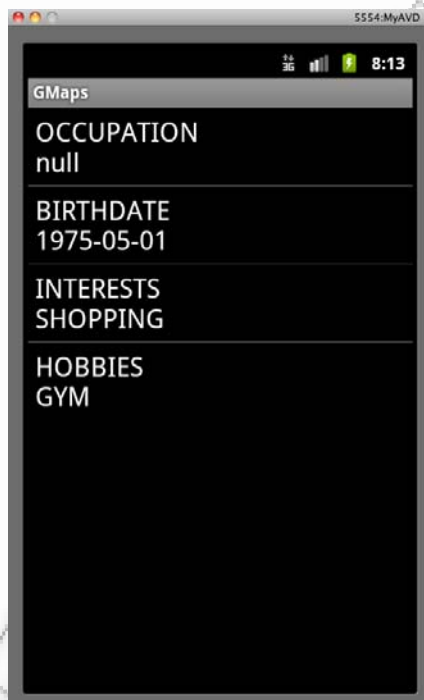 5554:MyAVD
3G 8:13
GMaps
OCCUPATION
null
BIRTHDATE
1975-05-01
INTERESTS
SHOPPING
HOBBIES
GYM